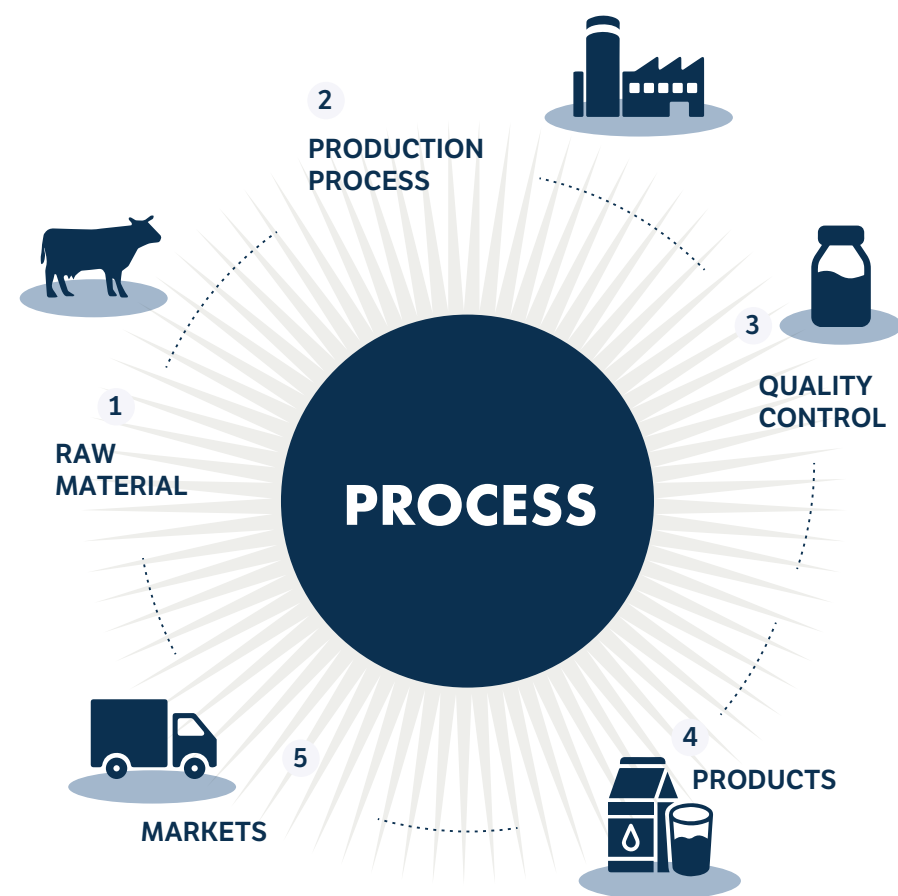 2
PRODUCTION
PROCESS
3
QUALITY
CONTROL
1
RAW
MATERIAL
PROCESS
4
PRODUCTS
5
MARKETS